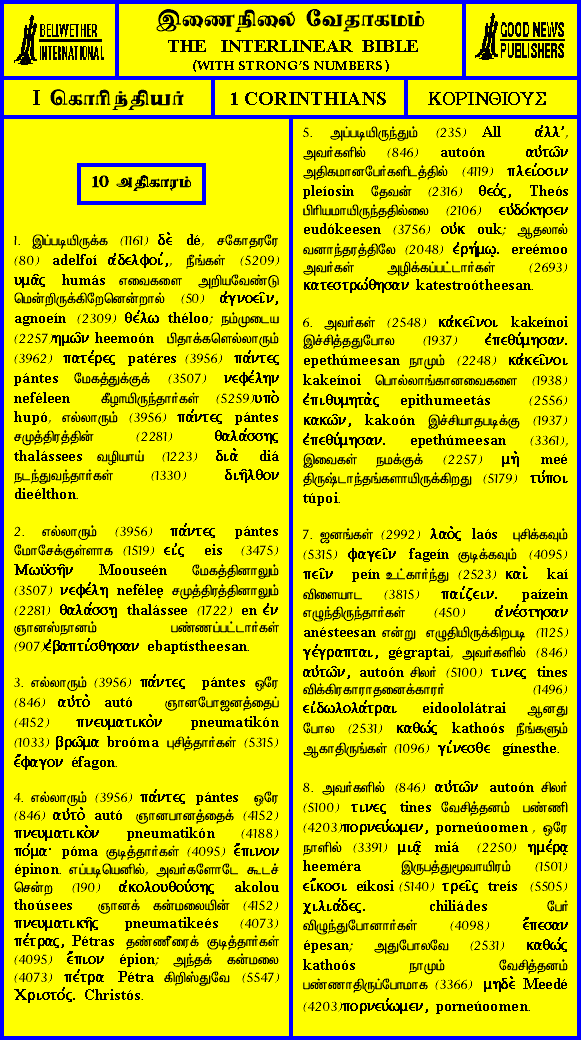 BELLWETHER
INTERNATIONAL
இணைநிலை வேதாகமம்
THE INTERLINEAR BIBLE
(WITH STRONG'S NUMBERS)
GOOD NEWS
PUBLISHERS
I கொரிந்தியர்
1 CORINTHIANS
ΚΟΡΙΝΘΙΟΥΣ
10 அதிகாரம்
1. இப்படியிருக்க (1161) δὲ dé, சகோதரரே
(80) adelfoí ἀδελφοί,, நீங்கள் (5209)
υμᾶς humás எவைகளை அறியவேண்டு
மென்றிருக்கிறேனென்றால் (50) ἀγνοεῖν,
agnoeín (2309) θέλω théloo; நம்முடைய
(2257)ημῶν heemoón பிதாக்களெல்லாரும்
(3962) πατέρες patéres (3956) πάντες
pántes மேகத்துக்குக் (3507) νεφέλην
neféleen கீழாயிருந்தார்கள் (5259)υπὸ
hupó, எல்லாரும் (3956) πάντες pántes
சமுத்திரத்தின் (2281) θαλάσσης
thalássees வழியாய் (1223) διὰ diá
நடந்துவந்தார்கள் (1330) διῆλθον
dieélthon.
2. எல்லாரும் (3956) πάντες pántes
மோசேக்குள்ளாக (1519) εἰς eis (3475)
Μωϋσῆν Moouseén மேகத்தினாலும்
(3507) νεφέλη neféleę சமுத்திரத்தினாலும்
(2281) θαλάσσῃ thalássee (1722) en ἐν
ஞானஸ்நானம் பண்ணப்பட்டார்கள்
(907)ἐβαπτίσθησαν ebaptístheesan.
3. எல்லாரும் (3956) πάντες pántes ஒரே
(846) αὐτὸ autó ஞானபோஜனத்தைப்
(4152) πνευματικὸν pneumatikón
(1033) βρῶμα broóma புசித்தார்கள் (5315)
ἔφαγον éfagon.
4. எல்லாரும் (3956) πάντες pántes ஒரே
(846) αὐτὸ autó ஞானபானத்தைக் (4152)
πνευματικὸν pneumatikón (4188)
πόμα· póma குடித்தார்கள் (4095) ἔπινον
épinon. எப்படியெனில், அவர்களோடே கூடச்
சென்ற (190) ἀκολουθούσης akolou
thoúsees ஞானக் கன்மலையின் (4152)
πνευματικῆς pneumatikeés (4073)
πέτρας, Pétras தண்ணீரைக் குடித்தார்கள்
(4095) ἔπιον épion; அந்தக் கன்மலை
(4073) πέτρα Pétra கிறிஸ்துவே (5547)
Χριστός. Christós.
5. அப்படியிருந்தும் (235) All ἀλλ',
அவர்களில் (846) autoón αὐτῶν
அதிகமானபேர்களிடத்தில் (4119) πλείοσιν
pleíosin தேவன் (2316) θεός, Theós
பிரியமாயிருந்ததில்லை (2106) εὐδόκησεν
eudókeesen (3756) οὐκ ouk; ஆதலால்
வனாந்தரத்திலே (2048) ἐρήμῳ. ereémoo
அவர்கள் அழிக்கப்பட்டார்கள் (2693)
κατεστρώθησαν katestroótheesan.
6. அவர்கள் (2548) κἀκεῖνοι kakeínoi
இச்சித்ததுபோல (1937) ἐπεθύμησαν.
epethúmeesan நாமும் (2248) κἀκεῖνοι
kakeínoi பொல்லாங்கானவைகளை (1938)
ἐπιθυμητὰς epithumeetás (2556)
κακῶν, kakoón இச்சியாதபடிக்கு (1937)
ἐπεθύμησαν. epethúmeesan (3361),
இவைகள் நமக்குக் (2257) μὴ meé
திருஷ்டாந்தங்களாயிருக்கிறது (5179) τύποι
túpoi.
7. ஜனங்கள் (2992) λαὸς laós புசிக்கவும்
(5315) φαγεῖν fageín குடிக்கவும் (4095)
πεῖν peín உட்கார்ந்து (2523) καὶ kaí
விளையாட (3815) παίζειν. paízein
எழுந்திருந்தார்கள் (450) ἀνέστησαν
anésteesan என்று எழுதியிருக்கிறபடி (1125)
γέγραπται, gégraptai, அவர்களில் (846)
αὐτῶν, autoón சிலர் (5100) τινες tines
விக்கிரகாராதனைக்காரர் (1496)
εἰδωλολάτραι eidoololátrai ஆனது
போல (2531) καθώς kathoós நீங்களும்
ஆகாதிருங்கள் (1096) γίνεσθε gínesthe.
8. அவர்களில் (846) αὐτῶν autoón சிலர்
(5100) τινες tines வேசித்தனம் பண்ணி
(4203)πορνεύωμεν, porneúoomen , ஒரே
நாளில் (3391) μιᾷ miá (2250) ημέρᾳ
heeméra இருபத்துமூவாயிரம் (1501)
εἴκοσι eíkosi (5140) τρεῖς treís (5505)
χιλιάδες. chiliádes பேர்
விழுந்துபோனார்கள் (4098) ἔπεσαν
épesan; அதுபோலவே (2531) καθώς
kathoós நாமும் வேசித்தனம்
பண்ணாதிருப்போமாக (3366) μηδὲ Meedé
(4203)πορνεύωμεν, porneúoomen.